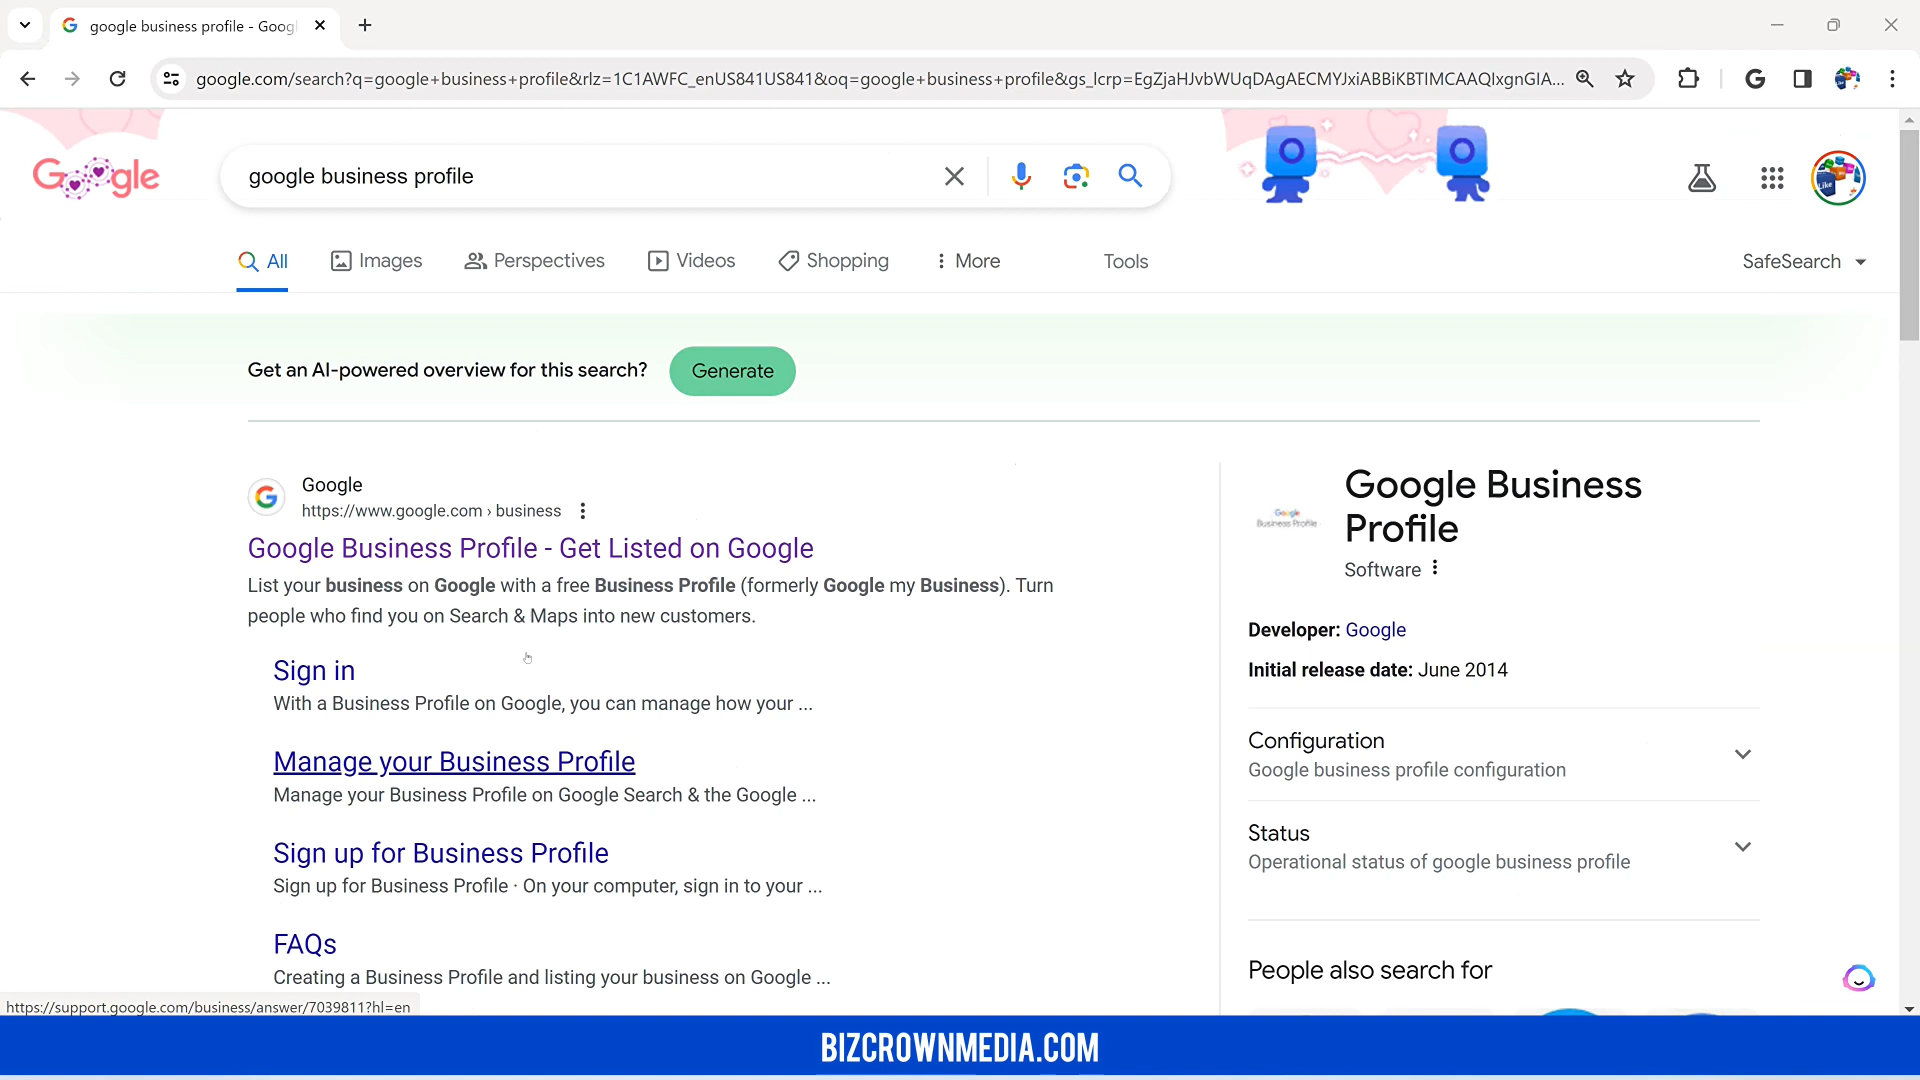 google business profile - Goog
google.com/search?q=google+business+profile&rlz=1C1AWFC_enUS841US841&oq=google+business+profile&gs_lcrp=EgZjaHJvbWUqDAgAECMYJxiABBiKBTIMCAAQIxgnGIA...
Google
google business profile
All
Images
Perspectives
Videos
Shopping
More
Tools
SafeSearch
Get an AI-powered overview for this search?
Generate
Google
https://www.google.com › business
Google Business Profile - Get Listed on Google
List your business on Google with a free Business Profile (formerly Google my Business). Turn
people who find you on Search & Maps into new customers.
Sign in
With a Business Profile on Google, you can manage how your ...
Manage your Business Profile
Manage your Business Profile on Google Search & the Google ...
Sign up for Business Profile
Sign up for Business Profile · On your computer, sign in to your ...
FAQs
Creating a Business Profile and listing your business on Google ...
Google
Business Profile
Google Business
Profile
Software
Developer: Google
Initial release date: June 2014
Configuration
Google business profile configuration
Status
Operational status of google business profile
People also search for
https://support.google.com/business/answer/7039811?hl=en
BIZCROWNMEDIA.COM